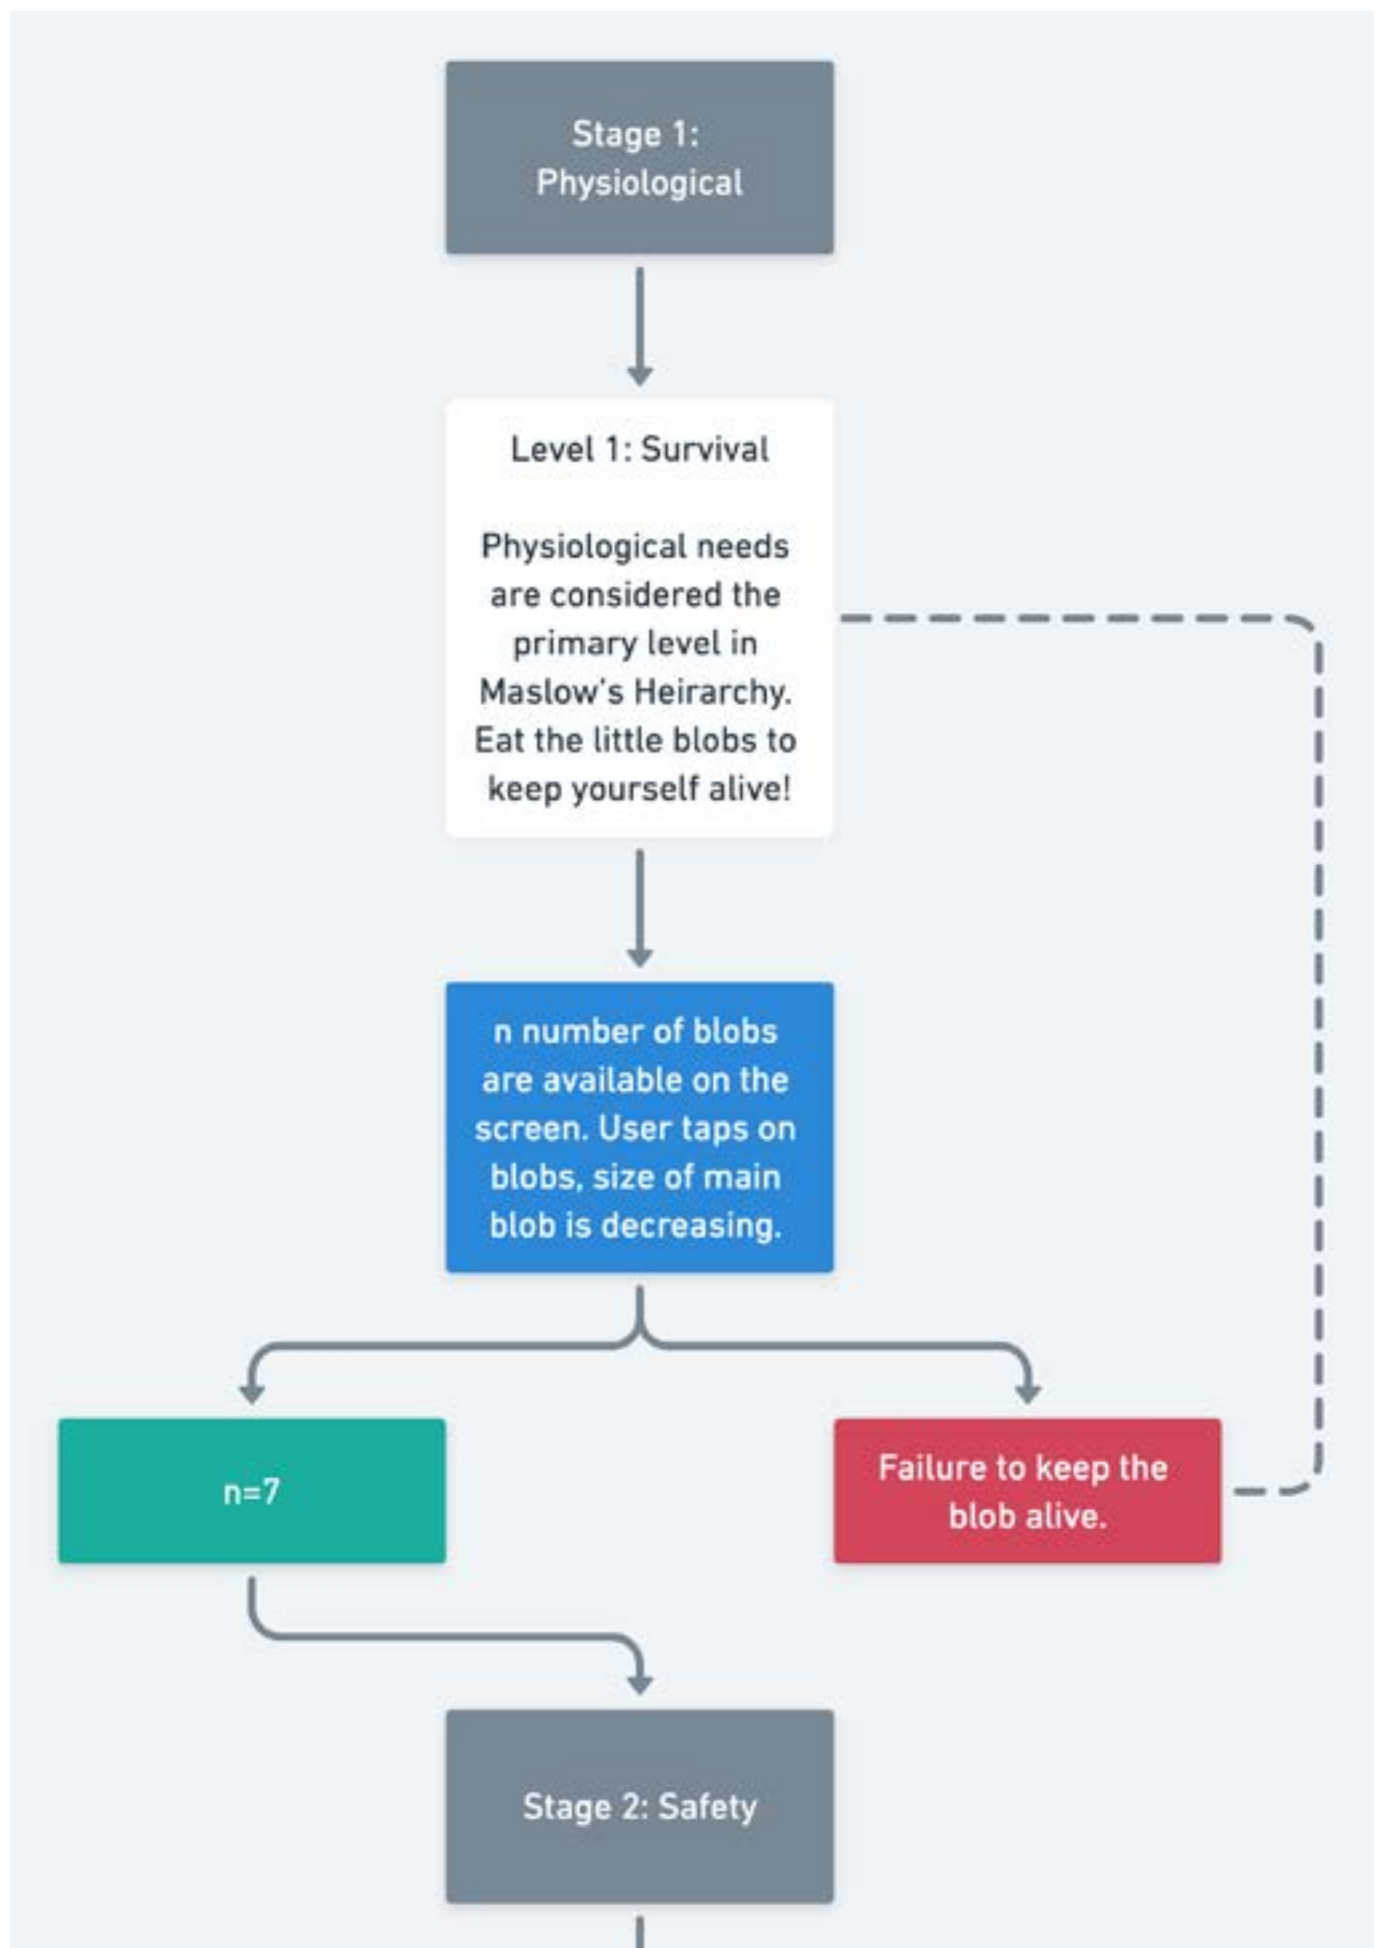 Stage 1:
Physiological
Level 1: Survival
Physiological needs
are considered the
primary level in
Maslow's Heirarchy.
Eat the little blobs to
keep yourself alive!
n number of blobs
are available on the
screen. User taps on
blobs, size of main
blob is decreasing.
n=7
Failure to keep the
blob alive.
Stage 2: Safety